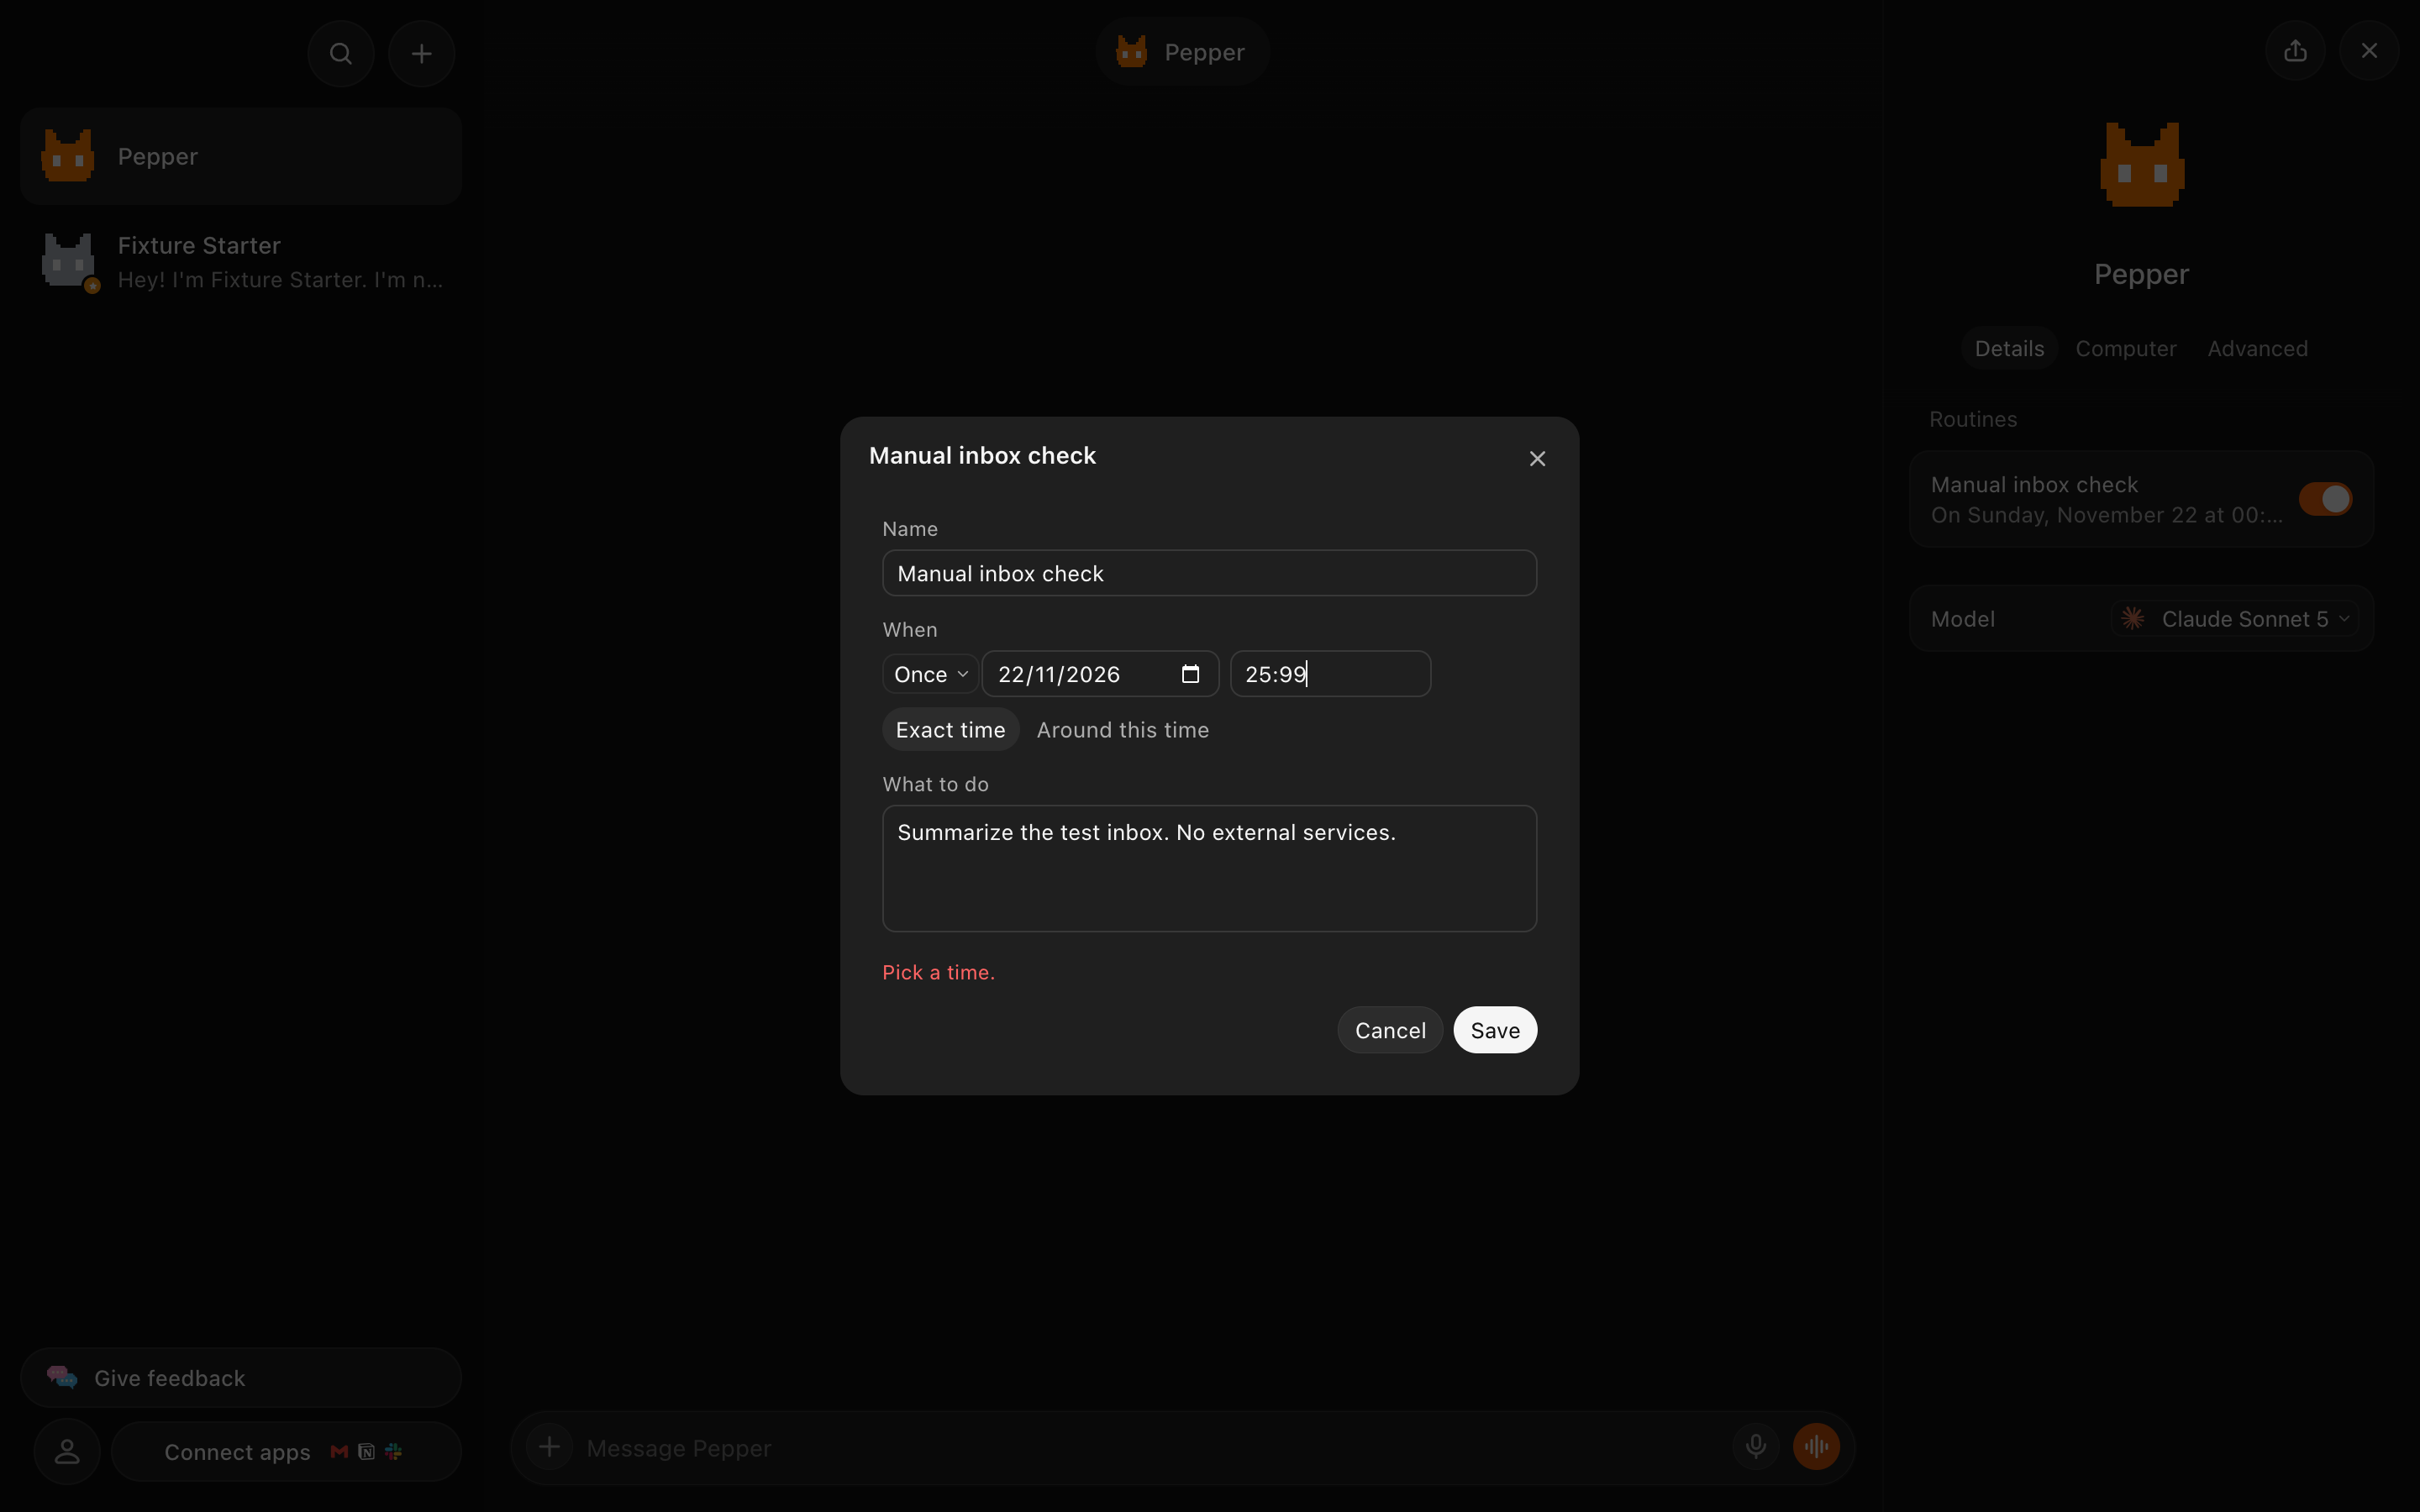 Pepper
Fixture Starter
Hey! I'm Fixture Starter. I'm n...
Give feedback
Connect apps
Pepper
Message Pepper
Manual inbox check
Name
Manual inbox check
When
Once
22/11/2026
25:99
Exact time
Around this time
What to do
Summarize the test inbox. No external services.
Pick a time.
Cancel
Save
Pepper
Details
Computer
Advanced
Routines
Manual inbox check
On Sunday, November 22 at 00:...
Model
Claude Sonnet 5